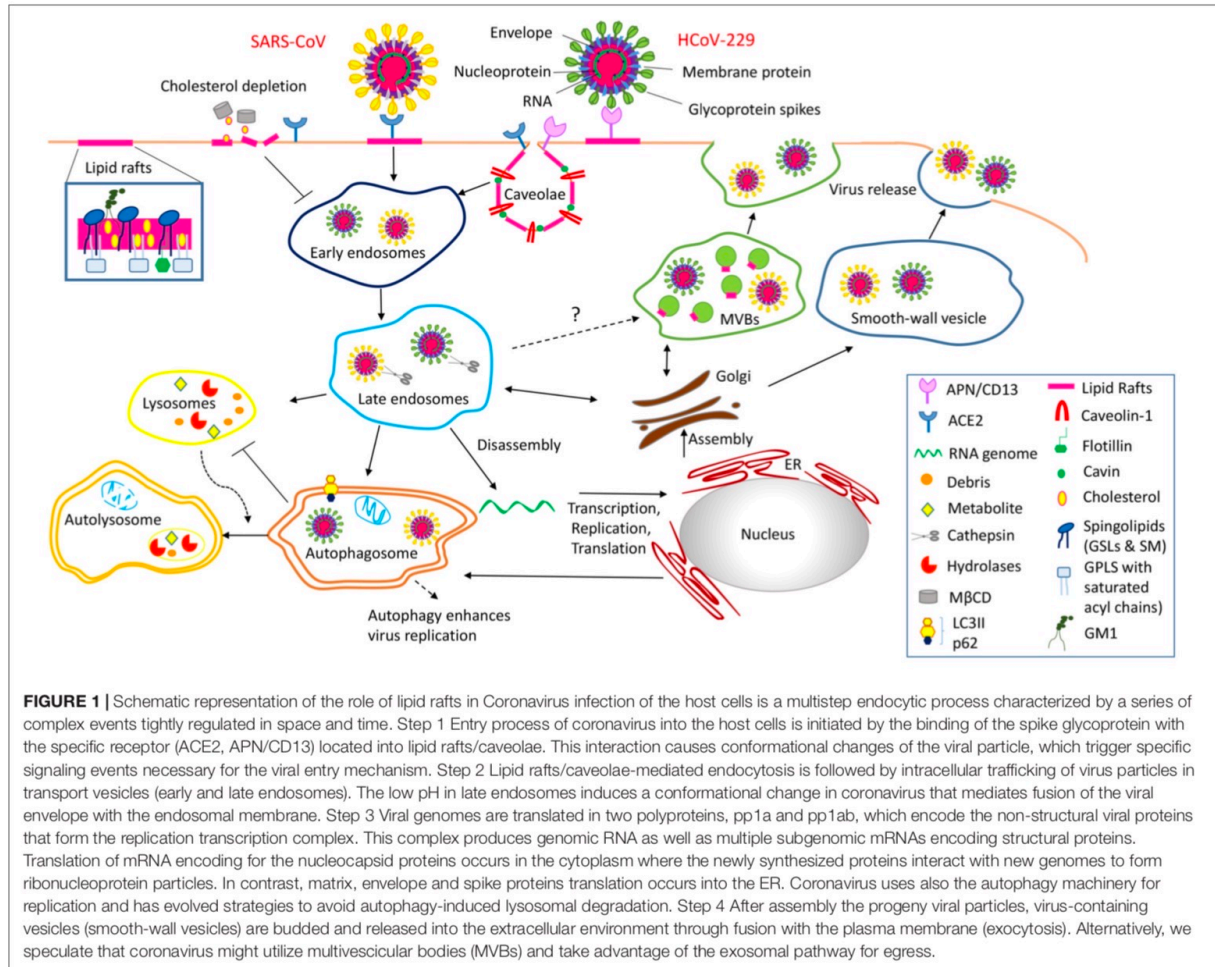 SARS-CoV
HCoV-229
Envelope
Nucleoprotein
RNA
Membrane protein
Glycoprotein spikes
Cholesterol depletion
Lipid rafts
Caveolae
Early endosomes
Virus release
MVBs
Smooth-wall vesicle
?
Late endosomes
Golgi
Lysosomes
Disassembly
Assembly
ER
Autolysosome
Autophagosome
Transcription,
Replication,
Translation
Nucleus
Autophagy enhances
virus replication
APN/CD13
ACE2
RNA genome
Debris
Metabolite
Cathepsin
Hydrolases
MβCD
LC3II
p62
Lipid Rafts
Caveolin-1
Flotillin
Cavin
Cholesterol
Spingolipids
(GSLs & SM)
GPLS with
saturated
acyl chains)
GM1
FIGURE 1 | Schematic representation of the role of lipid rafts in Coronavirus infection of the host cells is a multistep endocytic process characterized by a series of
complex events tightly regulated in space and time. Step 1 Entry process of coronavirus into the host cells is initiated by the binding of the spike glycoprotein with
the specific receptor (ACE2, APN/CD13) located into lipid rafts/caveolae. This interaction causes conformational changes of the viral particle, which trigger specific
signaling events necessary for the viral entry mechanism. Step 2 Lipid rafts/caveolae-mediated endocytosis is followed by intracellular trafficking of virus particles in
transport vesicles (early and late endosomes). The low pH in late endosomes induces a conformational change in coronavirus that mediates fusion of the viral
envelope with the endosomal membrane. Step 3 Viral genomes are translated in two polyproteins, pp1a and pp1ab, which encode the non-structural viral proteins
that form the replication transcription complex. This complex produces genomic RNA as well as multiple subgenomic mRNAs encoding structural proteins.
Translation of mRNA encoding for the nucleocapsid proteins occurs in the cytoplasm where the newly synthesized proteins interact with new genomes to form
ribonucleoprotein particles. In contrast, matrix, envelope and spike proteins translation occurs into the ER. Coronavirus uses also the autophagy machinery for
replication and has evolved strategies to avoid autophagy-induced lysosomal degradation. Step 4 After assembly the progeny viral particles, virus-containing
vesicles (smooth-wall vesicles) are budded and released into the extracellular environment through fusion with the plasma membrane (exocytosis). Alternatively, we
speculate that coronavirus might utilize multivescicular bodies (MVBs) and take advantage of the exosomal pathway for egress.